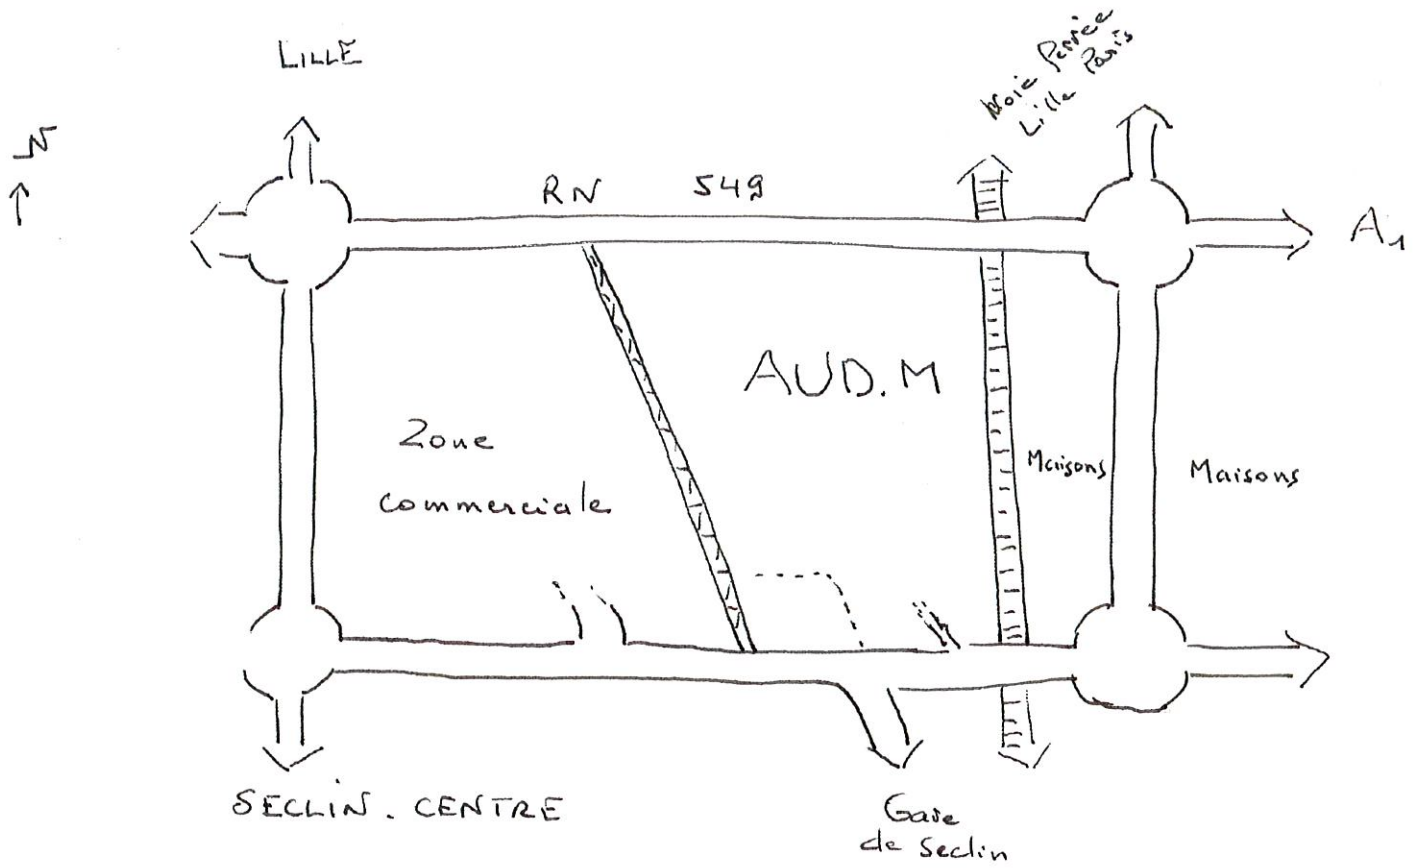 LILLE
Voie Ferrée
Lille Paris
N
RN 549
A1
AUD.M
Zone
commerciale
Maisons
Maisons
SECLIN. CENTRE
Gare
de Seclin